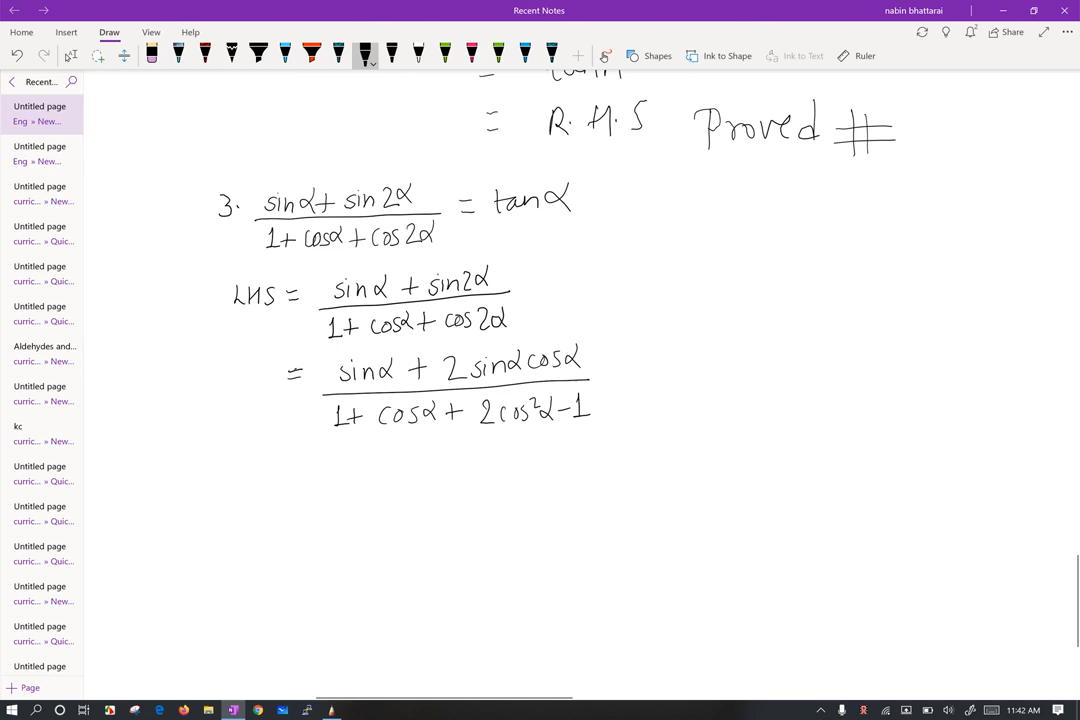 Recent Notes
nabin bhattarai
Home Insert Draw View Help
Share
Shapes Ink to Shape Ink to Text Ruler
Recent...
Untitled page
Eng » New...
Untitled page
Eng » New...
Untitled page
curric... » New...
Untitled page
curric... » Quic...
Untitled page
curric... » Quic...
Untitled page
curric... » Quic...
Aldehydes and...
curric... » New...
Untitled page
curric... » New...
kc
curric... » New...
Untitled page
curric... » Quic...
Untitled page
curric... » Quic...
Untitled page
curric... » Quic...
Untitled page
curric... » New...
Untitled page
curric... » Quic...
Untitled page
+ Page
= R.H.S Proved #
3. (sinα + sin2α)/(1 + cosα + cos2α) = tanα
LHS = (sinα + sin2α)/(1 + cosα + cos2α)
= (sinα + 2 sinα cosα)/(1 + cosα + 2cos²α - 1)
11:42 AM